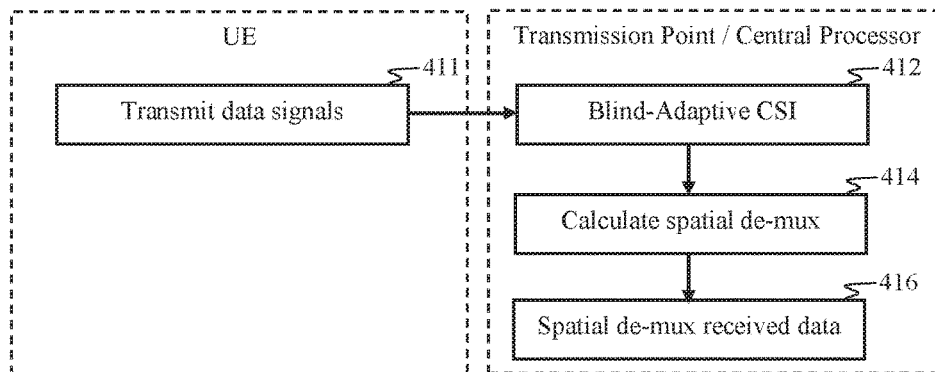 UE
Transmission Point / Central Processor
411
412
Transmit data signals
Blind-Adaptive CSI
414
Calculate spatial de-mux
416
Spatial de-mux received data